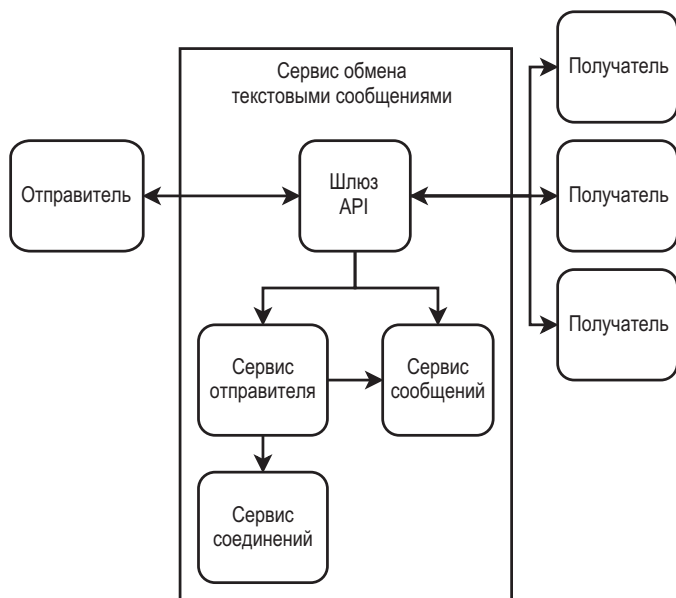 Сервис обмена
текстовыми сообщениями
Получатель
Отправитель
Шлюз
API
Получатель
Получатель
Сервис
отправителя
Сервис
сообщений
Сервис
соединений